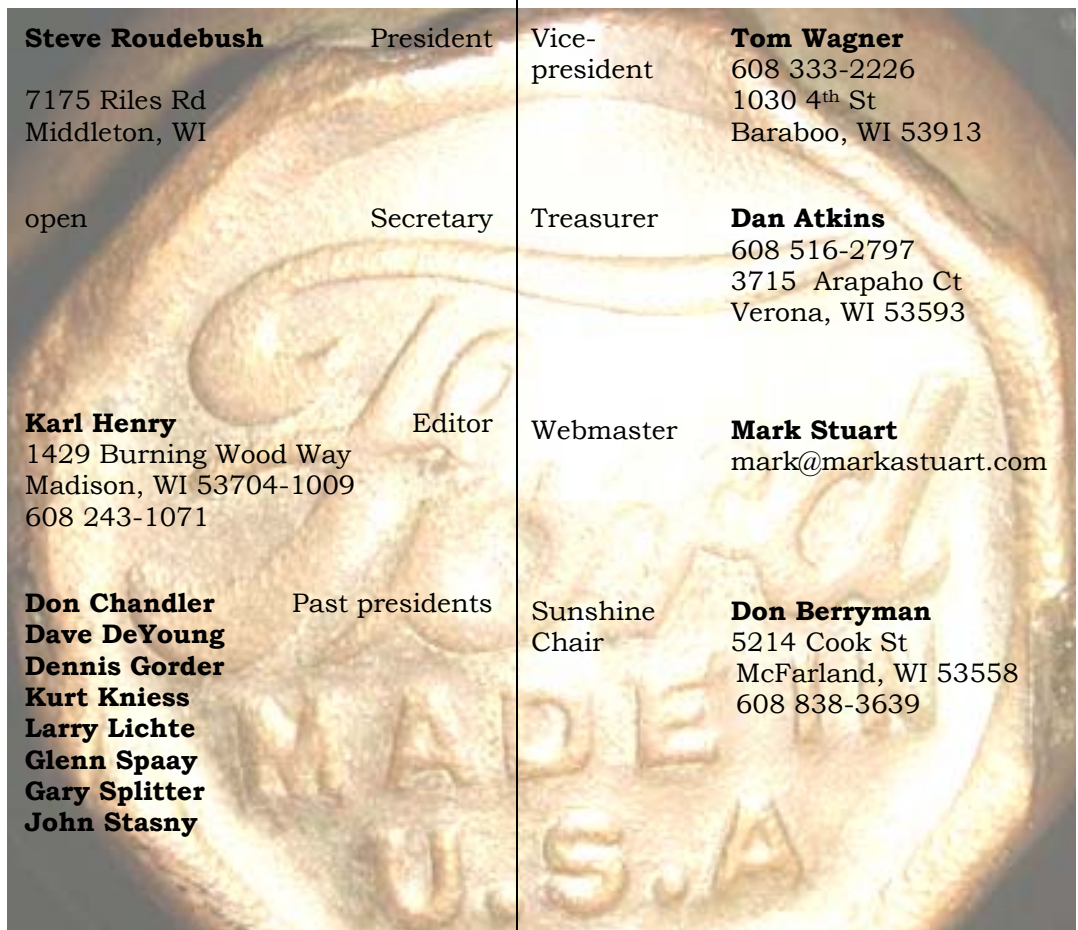 Steve Roudebush President
7175 Riles Rd
Middleton, WI
open Secretary
Karl Henry Editor
1429 Burning Wood Way
Madison, WI 53704-1009
608 243-1071
Don Chandler Past presidents
Dave DeYoung
Dennis Gorder
Kurt Kniess
Larry Lichte
Glenn Spaay
Gary Splitter
John Stasny
Vice- Tom Wagner
president 608 333-2226
1030 4th St
Baraboo, WI 53913
Treasurer Dan Atkins
608 516-2797
3715 Arapaho Ct
Verona, WI 53593
Webmaster Mark Stuart
mark@markastuart.com
Sunshine Don Berryman
Chair 5214 Cook St
McFarland, WI 53558
608 838-3639
Ford
MADE IN
U.S.A